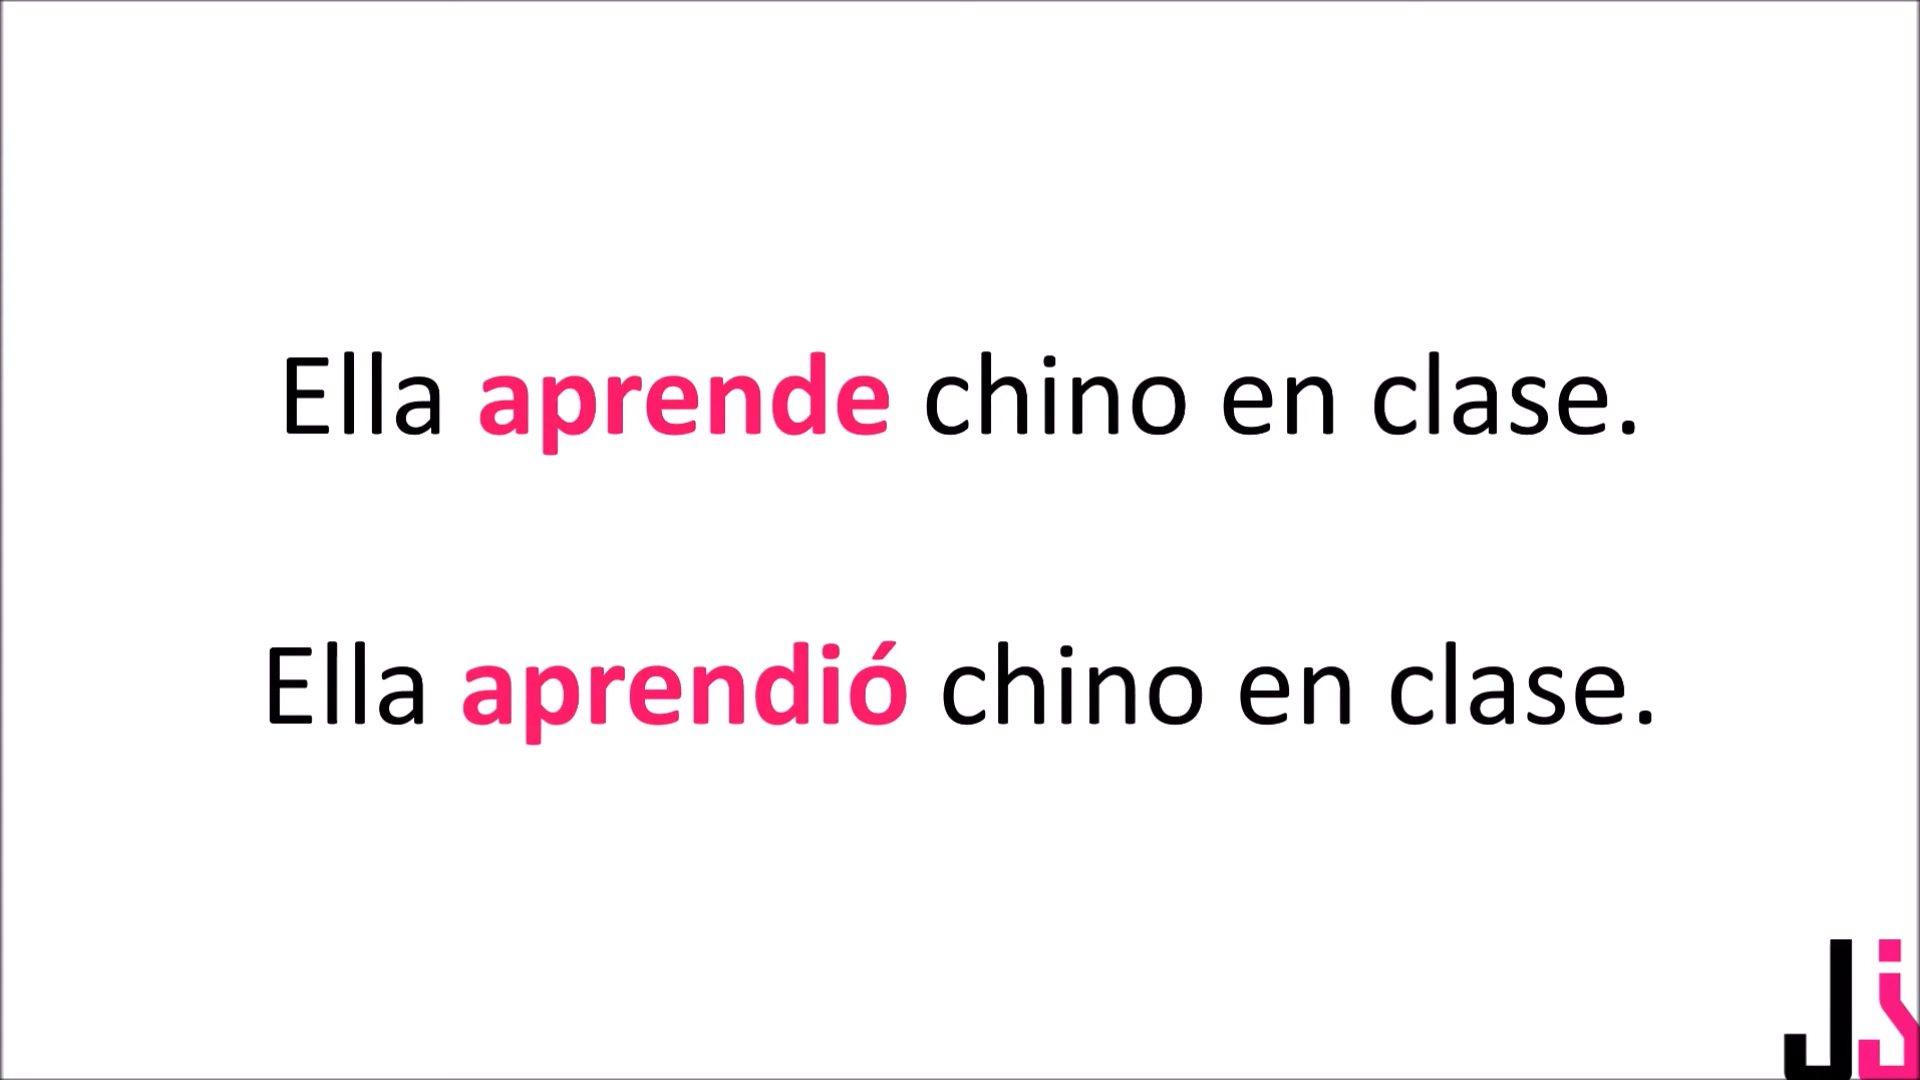 Ella aprende chino en clase.
Ella aprendió chino en clase.